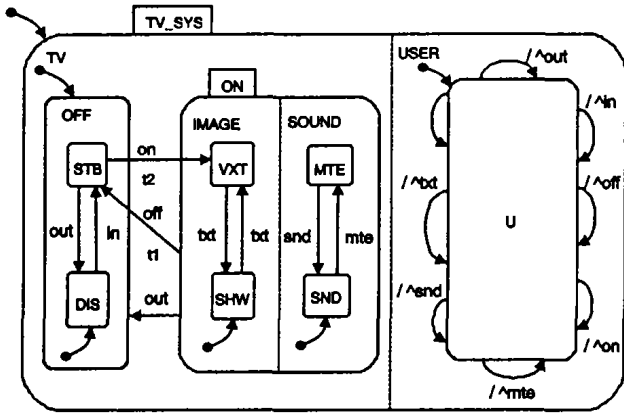 TV_SYS
TV
USER
/ ^out
OFF
ON
IMAGE
SOUND
/ ^in
STB
on
VXT
MTE
t2
/ ^txt
/ ^off
off
U
out
in
txt
txt
snd
mte
t1
DIS
out
SHW
SND
/ ^snd
/ ^on
/ ^mte